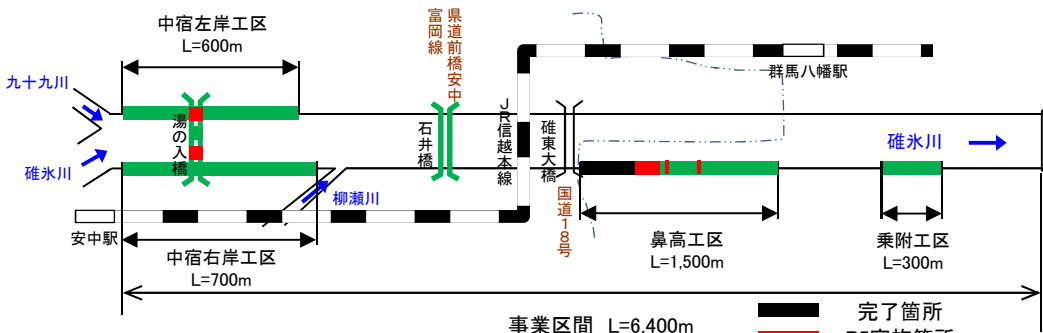 中宿左岸工区
L=600m
九十九川
碓氷川
湯の入橋
県道前橋安中
富岡線
石井橋
JR信越本線
碓東大橋
国道18号
群馬八幡駅
碓氷川
柳瀬川
安中駅
中宿右岸工区
L=700m
鼻高工区
L=1,500m
乗附工区
L=300m
事業区間 L=6,400m
完了箇所